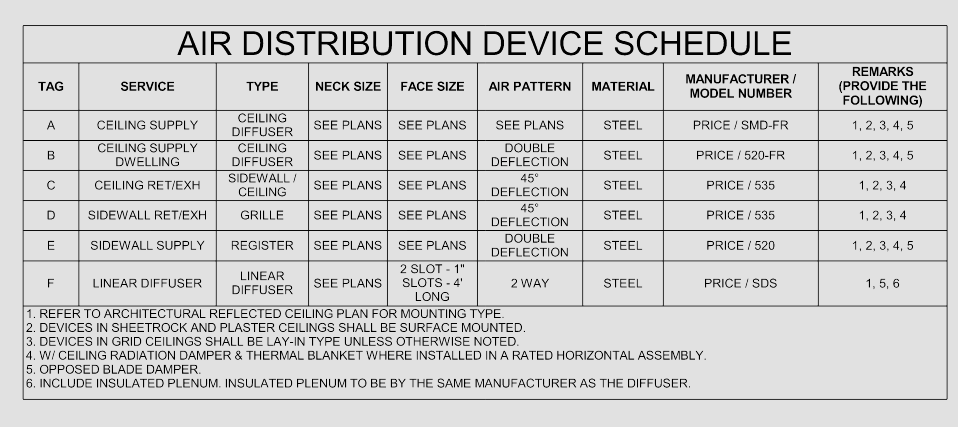 AIR DISTRIBUTION DEVICE SCHEDULE
TAG SERVICE TYPE NECK SIZE FACE SIZE AIR PATTERN MATERIAL MANUFACTURER / MODEL NUMBER REMARKS (PROVIDE THE FOLLOWING)
A CEILING SUPPLY CEILING DIFFUSER SEE PLANS SEE PLANS SEE PLANS STEEL PRICE / SMD-FR 1, 2, 3, 4, 5
B CEILING SUPPLY DWELLING CEILING DIFFUSER SEE PLANS SEE PLANS DOUBLE DEFLECTION STEEL PRICE / 520-FR 1, 2, 3, 4, 5
C CEILING RET/EXH SIDEWALL / CEILING SEE PLANS SEE PLANS 45° DEFLECTION STEEL PRICE / 535 1, 2, 3, 4
D SIDEWALL RET/EXH GRILLE SEE PLANS SEE PLANS 45° DEFLECTION STEEL PRICE / 535 1, 2, 3, 4
E SIDEWALL SUPPLY REGISTER SEE PLANS SEE PLANS DOUBLE DEFLECTION STEEL PRICE / 520 1, 2, 3, 4, 5
F LINEAR DIFFUSER LINEAR DIFFUSER SEE PLANS 2 SLOT - 1" SLOTS - 4' LONG 2 WAY STEEL PRICE / SDS 1, 5, 6
1. REFER TO ARCHITECTURAL REFLECTED CEILING PLAN FOR MOUNTING TYPE.
2. DEVICES IN SHEETROCK AND PLASTER CEILINGS SHALL BE SURFACE MOUNTED.
3. DEVICES IN GRID CEILINGS SHALL BE LAY-IN TYPE UNLESS OTHERWISE NOTED.
4. W/ CEILING RADIATION DAMPER & THERMAL BLANKET WHERE INSTALLED IN A RATED HORIZONTAL ASSEMBLY.
5. OPPOSED BLADE DAMPER.
6. INCLUDE INSULATED PLENUM. INSULATED PLENUM TO BE BY THE SAME MANUFACTURER AS THE DIFFUSER.